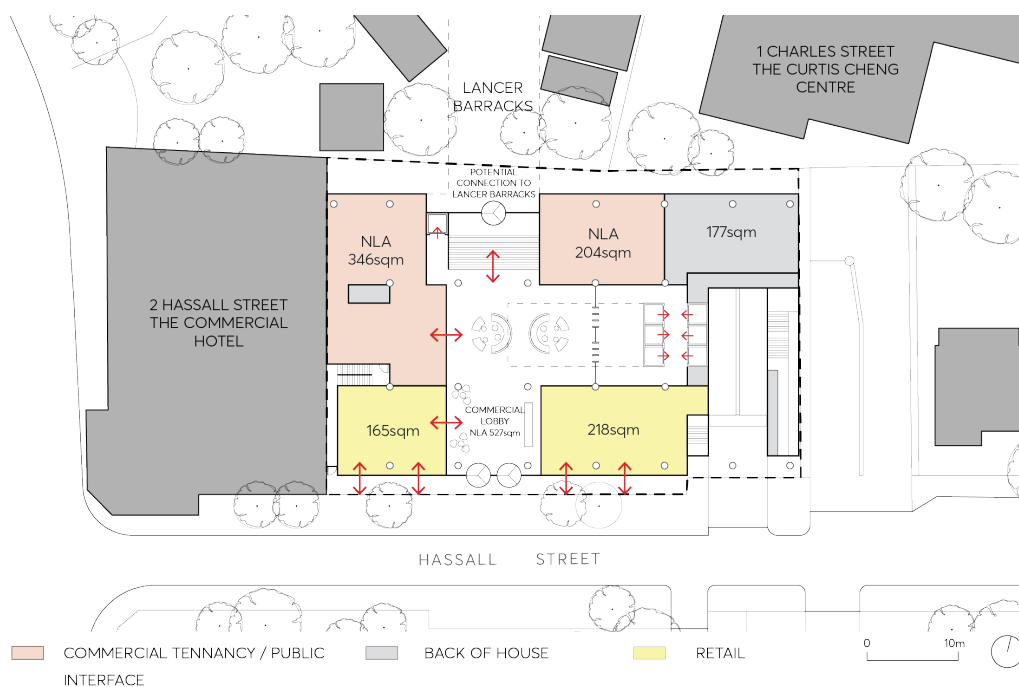 1 CHARLES STREET
THE CURTIS CHENG
CENTRE
LANCER
BARRACKS
POTENTIAL
CONNECTION TO
LANCER BARRACKS
NLA
346sqm
NLA
204sqm
177sqm
2 HASSALL STREET
THE COMMERCIAL
HOTEL
COMMERCIAL
LOBBY
NLA 527sqm
165sqm
218sqm
HASSALL STREET
COMMERCIAL TENNANCY / PUBLIC
INTERFACE
BACK OF HOUSE
RETAIL
0 10m